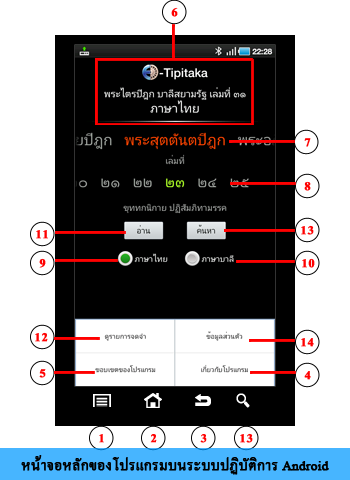 6
22:28
-Tipitaka
พระไตรปิฎก บาลีสยามรัฐ เล่มที่ ๓๑
ภาษาไทย
ยปิฎก พระสุตตันตปิฎก พระอ
7
เล่มที่
๐ ๒๑ ๒๒ ๒๓ ๒๔ ๒๕
8
ขุททกนิกาย ปฏิสัมภิทามรรค
11
อ่าน
ค้นหา
13
9
ภาษาไทย
ภาษาบาลี
10
12
ดูรายการจดจำ
ข้อมูลส่วนตัว
14
5
ขอบเขตของโปรแกรม
เกี่ยวกับโปรแกรม
4
1
2
3
13
หน้าจอหลักของโปรแกรมบนระบบปฏิบัติการ Android